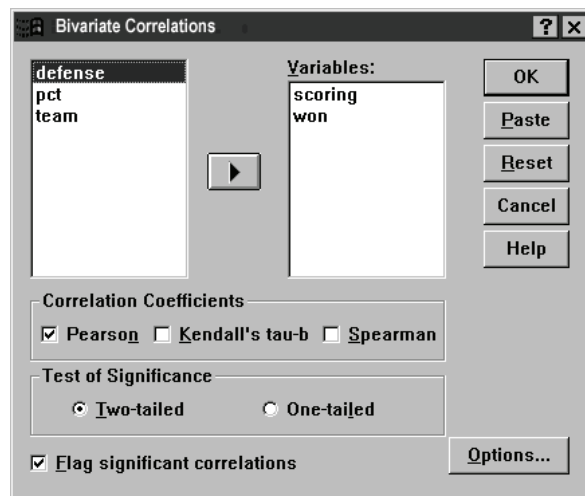 Bivariate Correlations
?
defense
pct
team
Variables:
scoring
won
OK
Paste
Reset
Cancel
Help
Correlation Coefficients
Pearson Kendall's tau-b Spearman
Test of Significance
Two-tailed One-tailed
Flag significant correlations
Options...